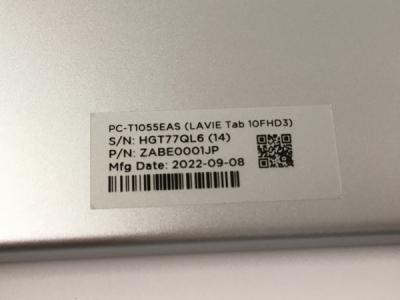 PC-T1055EAS (LAVIE Tab 10FHD3)
S/N: HGT77QL6 (14)
P/N: ZABE0001JP
Mfg Date: 2022-09-08